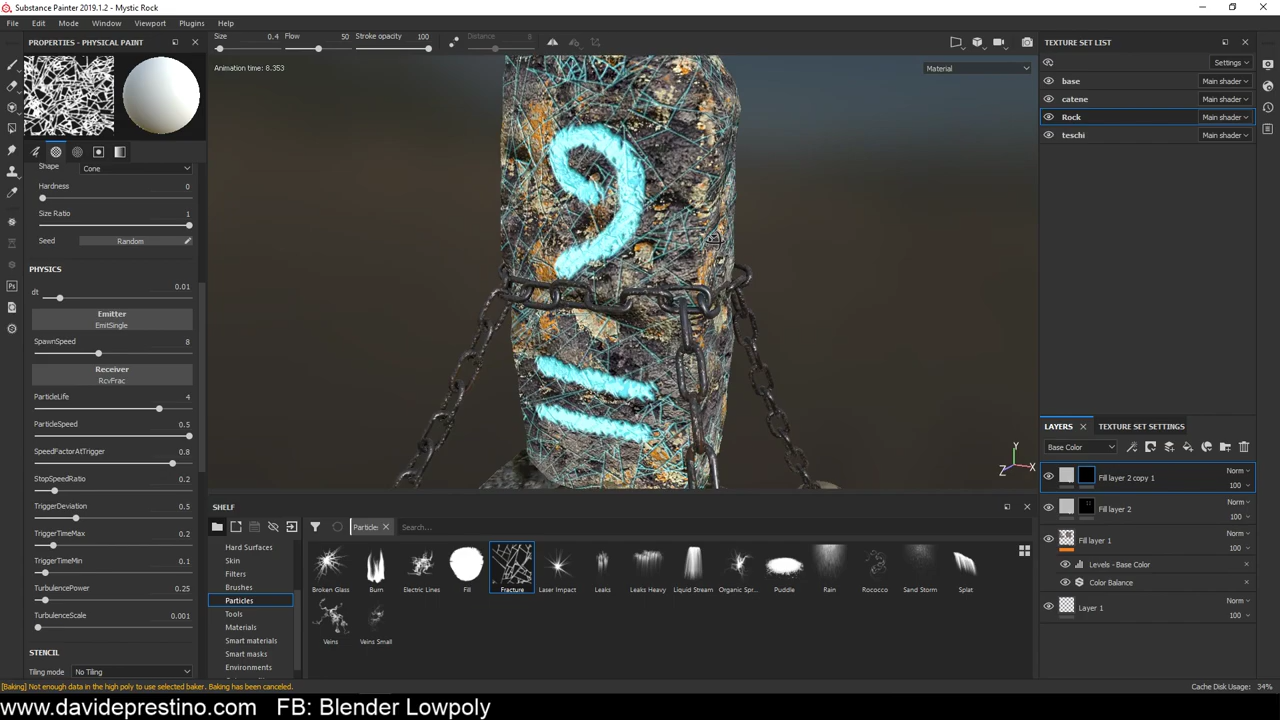 Substance Painter 2019.1.2 - Mystic Rock
File Edit Mode Window Viewport Plugins Help
PROPERTIES - PHYSICAL PAINT
Size 0.4 Flow 50 Stroke opacity 100 Distance 8
Animation time: 8.353
Material
Shape Cone
Hardness 0
Size Ratio 1
Seed Random
PHYSICS
dt 0.01
Emitter
EmitSingle
SpawnSpeed 8
Receiver
RcvFrac
ParticleLife 4
ParticleSpeed 0.5
SpeedFactorAtTrigger 0.8
StopSpeedRatio 0.2
TriggerDeviation 0.5
TriggerTimeMax 0.2
TriggerTimeMin 0.1
TurbulencePower 0.25
TurbulenceScale 0.001
STENCIL
Tiling mode No Tiling
[Baking] Not enough data in the high poly to use selected baker. Baking has been canceled.
Y
Z X
SHELF
Particle Search...
Hard Surfaces
Skin
Filters
Brushes
Particles
Tools
Materials
Smart materials
Smart masks
Environments
Broken Glass Burn Electric Lines Fill Fracture Laser Impact Leaks Leaks Heavy Liquid Stream Organic Spr... Puddle Rain Rococco Sand Storm Splat
Veins Veins Small
TEXTURE SET LIST
Settings
base Main shader
catene Main shader
Rock Main shader
teschi Main shader
LAYERS TEXTURE SET SETTINGS
Base Color
Fill layer 2 copy 1 Norm 100
Fill layer 2 Norm 100
Fill layer 1 Norm 100
Levels - Base Color
Color Balance
Layer 1 Norm 100
Cache Disk Usage: 34%
www.davideprestino.com FB: Blender Lowpoly